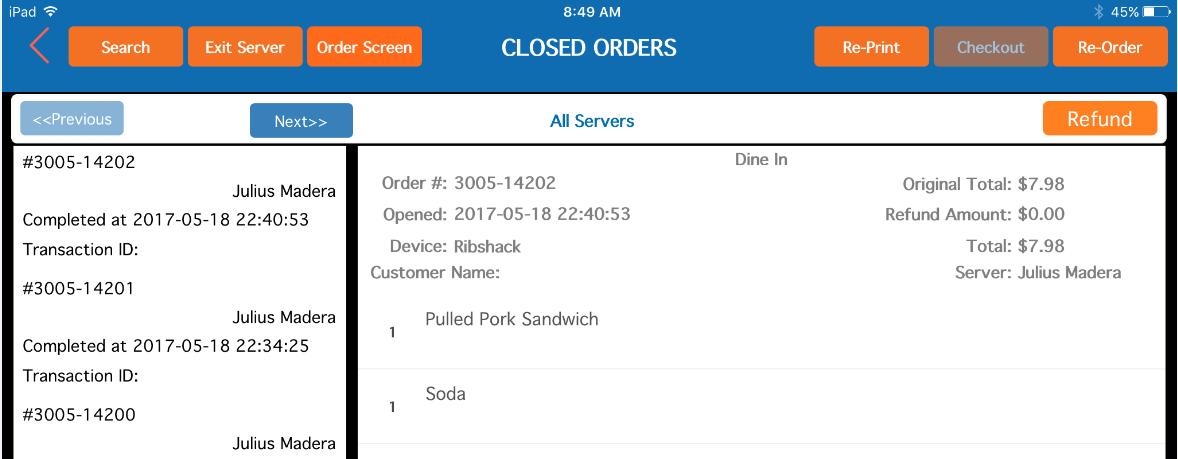 iPad 8:49 AM 45%
Search Exit Server Order Screen CLOSED ORDERS Re-Print Checkout Re-Order
<<Previous Next>> All Servers Refund
#3005-14202
Julius Madera
Completed at 2017-05-18 22:40:53
Transaction ID:
#3005-14201
Julius Madera
Completed at 2017-05-18 22:34:25
Transaction ID:
#3005-14200
Julius Madera
Dine In
Order #: 3005-14202 Original Total: $7.98
Opened: 2017-05-18 22:40:53 Refund Amount: $0.00
Device: Ribshack Total: $7.98
Customer Name: Server: Julius Madera
1 Pulled Pork Sandwich
1 Soda